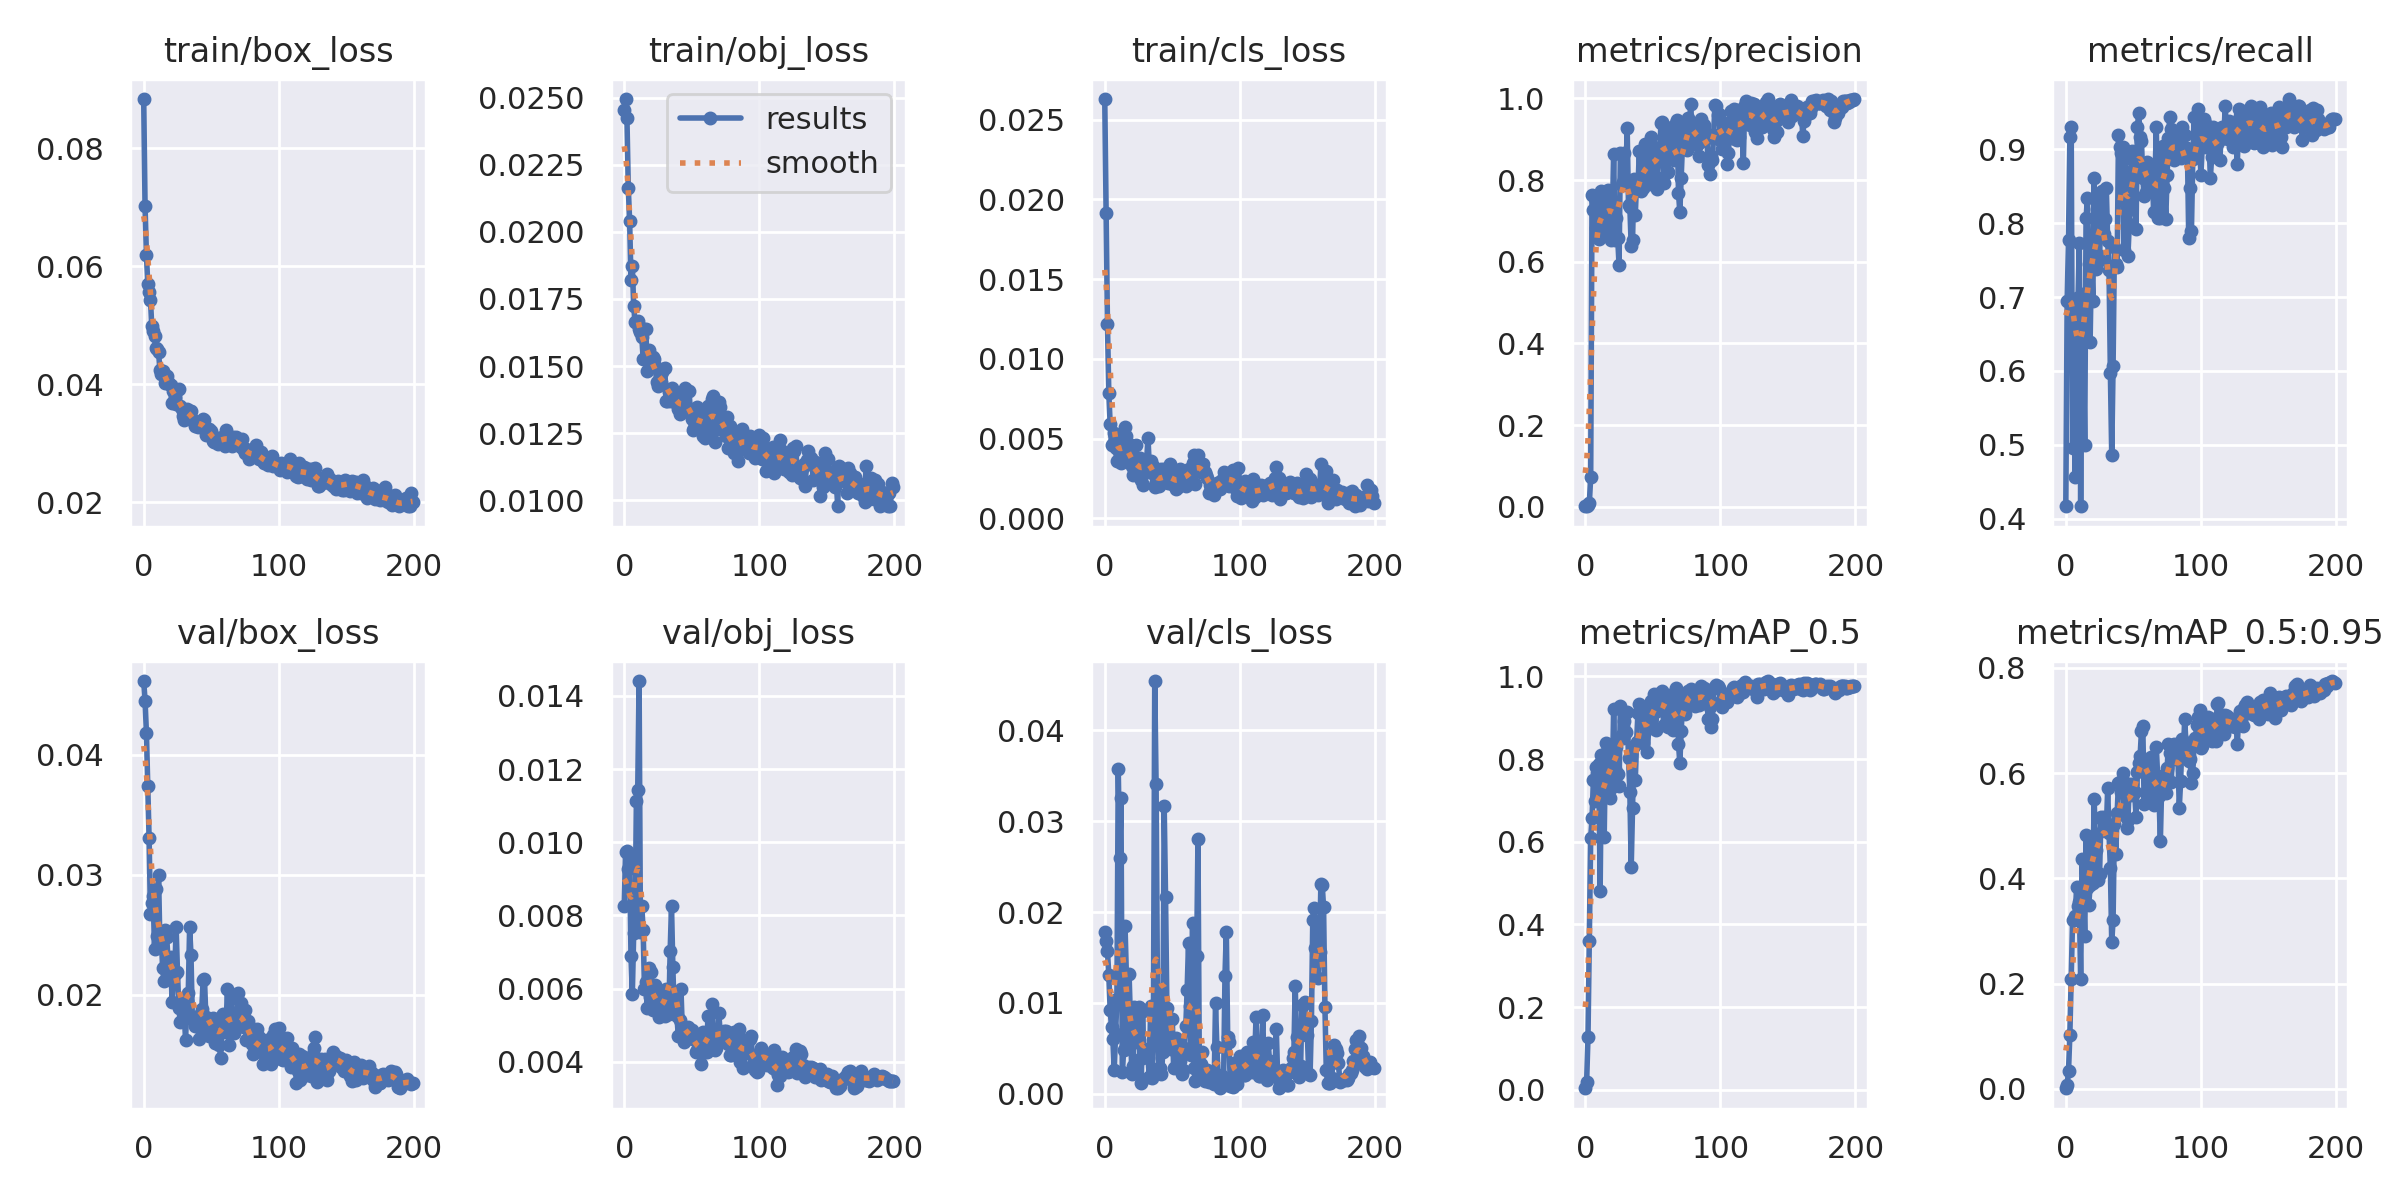 train/box_loss
0.08
0.06
0.04
0.02
0 100 200
train/obj_loss
results
smooth
0.0250
0.0225
0.0200
0.0175
0.0150
0.0125
0.0100
0 100 200
train/cls_loss
0.025
0.020
0.015
0.010
0.005
0.000
0 100 200
metrics/precision
1.0
0.8
0.6
0.4
0.2
0.0
0 100 200
metrics/recall
0.9
0.8
0.7
0.6
0.5
0.4
0 100 200
val/box_loss
0.04
0.03
0.02
0 100 200
val/obj_loss
0.014
0.012
0.010
0.008
0.006
0.004
0 100 200
val/cls_loss
0.04
0.03
0.02
0.01
0.00
0 100 200
metrics/mAP_0.5
1.0
0.8
0.6
0.4
0.2
0.0
0 100 200
metrics/mAP_0.5:0.95
0.8
0.6
0.4
0.2
0.0
0 100 200